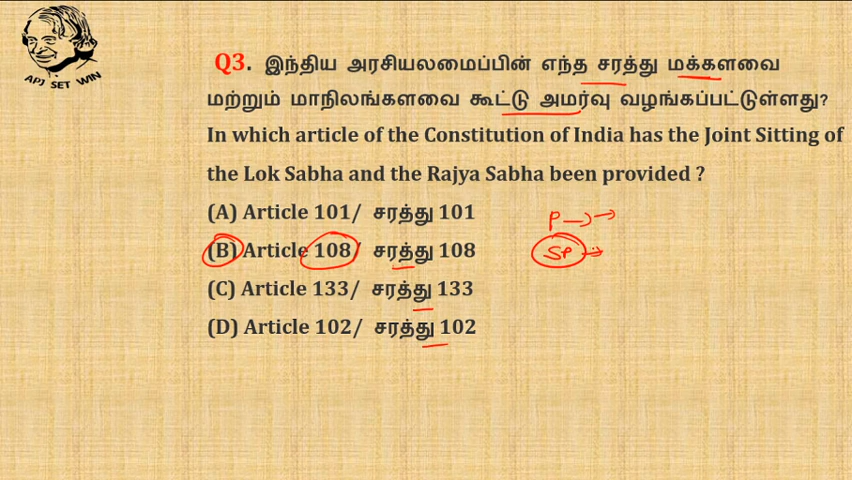 APJ SET WIN
Q3. இந்திய அரசியலமைப்பின் எந்த சரத்து மக்களவை
மற்றும் மாநிலங்களவை கூட்டு அமர்வு வழங்கப்பட்டுள்ளது?
In which article of the Constitution of India has the Joint Sitting of
the Lok Sabha and the Rajya Sabha been provided ?
(A) Article 101/ சரத்து 101
P
(B) Article 108/ சரத்து 108
SP
(C) Article 133/ சரத்து 133
(D) Article 102/ சரத்து 102